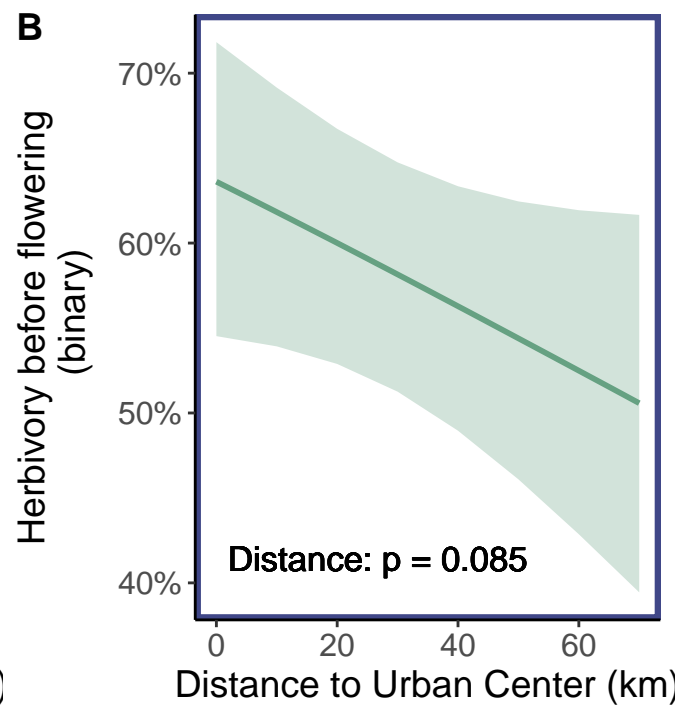 B
Herbivory before flowering
(binary)
70%
60%
50%
40%
Distance: p = 0.085
0 20 40 60
Distance to Urban Center (km)
)